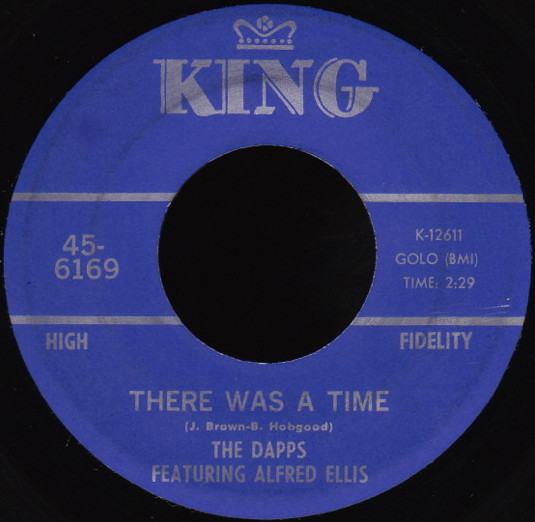 KING
45-
6169
K-12611
GOLO (BMI)
TIME: 2:29
HIGH
FIDELITY
THERE WAS A TIME
(J. Brown-B. Hobgood)
THE DAPPS
FEATURING ALFRED ELLIS